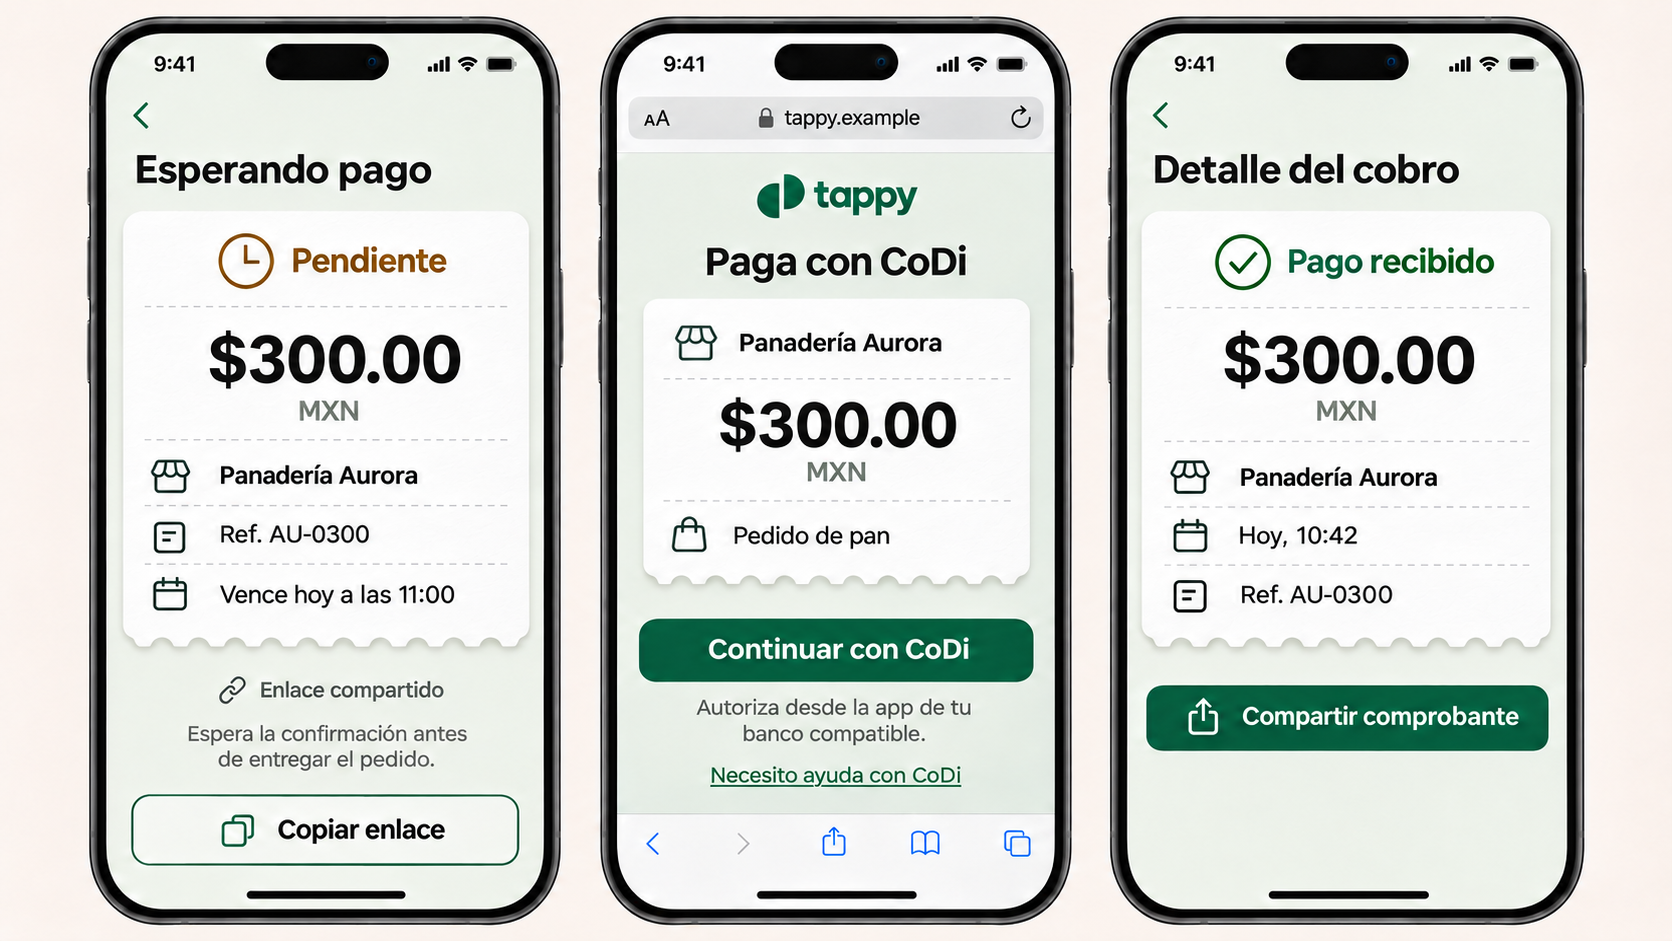 9:41
Esperando pago
Pendiente
$300.00
MXN
Panadería Aurora
Ref. AU-0300
Vence hoy a las 11:00
Enlace compartido
Espera la confirmación antes
de entregar el pedido.
Copiar enlace
9:41
AA
tappy.example
tappy
Paga con CoDi
Panadería Aurora
$300.00
MXN
Pedido de pan
Continuar con CoDi
Autoriza desde la app de tu
banco compatible.
Necesito ayuda con CoDi
9:41
Detalle del cobro
Pago recibido
$300.00
MXN
Panadería Aurora
Hoy, 10:42
Ref. AU-0300
Compartir comprobante